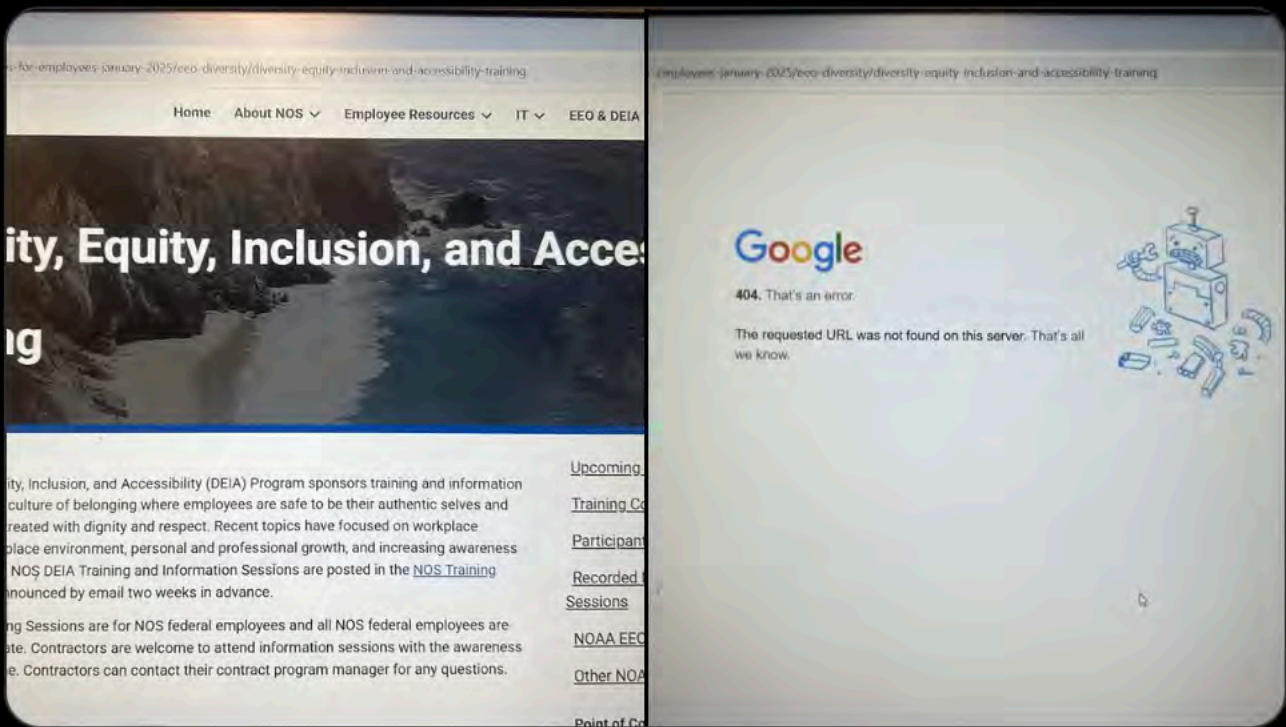 s-for-employees-january-2025/eeo-diversity/diversity-equity-inclusion-and-accessibility-training
Home About NOS Employee Resources IT EEO & DEIA
ity, Equity, Inclusion, and Acces
ng
ity, Inclusion, and Accessibility (DEIA) Program sponsors training and information
culture of belonging where employees are safe to be their authentic selves and
reated with dignity and respect. Recent topics have focused on workplace
place environment, personal and professional growth, and increasing awareness
NOS DEIA Training and Information Sessions are posted in the NOS Training
nnounced by email two weeks in advance.
ng Sessions are for NOS federal employees and all NOS federal employees are
ate. Contractors are welcome to attend information sessions with the awareness
e. Contractors can contact their contract program manager for any questions.
Upcoming
Training Co
Participant
Recorded
Sessions
NOAA EEO
Other NOA
Point of Co
employees-january-2025/eeo-diversity/diversity-equity-inclusion-and-accessibility-training
Google
404. That's an error.
The requested URL was not found on this server. That's all
we know.